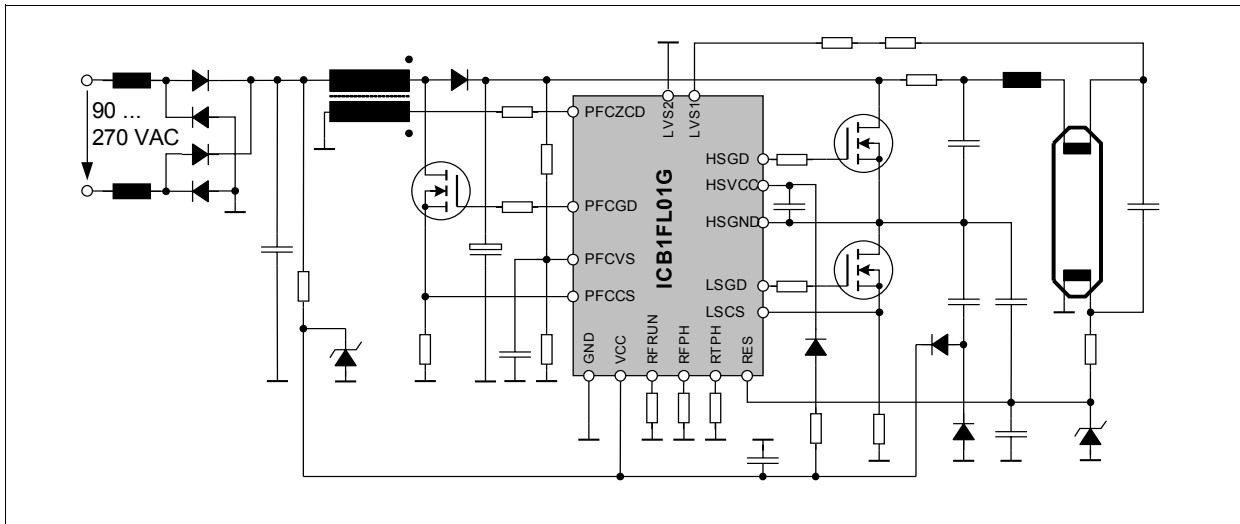 90 ...
270 VAC
PFCZCD
PFCGD
PFCVS
PFCCS
LVS2
LVS1
ICB1FL01G
HSGD
HSVCC
HSGND
LSGD
LSCS
GND
VCC
RFRUN
RFPH
RTPH
RES